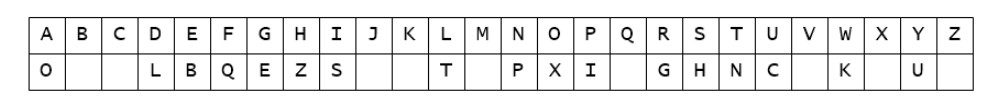 A B C D E F G H I J K L M N O P Q R S T U V W X Y Z
O L B Q E Z S T P X I G H N C K U